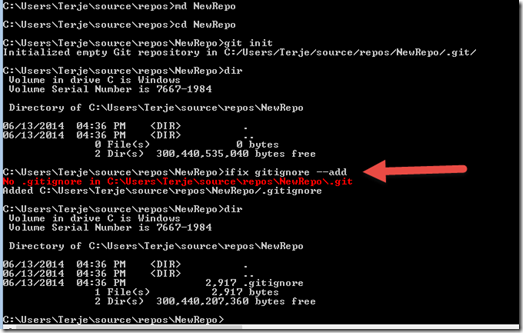 C:\Users\Terje\source\repos>md NewRepo
C:\Users\Terje\source\repos>cd NewRepo
C:\Users\Terje\source\repos\NewRepo>git init
Initialized empty Git repository in C:/Users/Terje/source/repos/NewRepo/.git/
C:\Users\Terje\source\repos\NewRepo>dir
Volume in drive C is Windows
Volume Serial Number is 7667-1984
Directory of C:\Users\Terje\source\repos\NewRepo
06/13/2014 04:36 PM <DIR> .
06/13/2014 04:36 PM <DIR> ..
0 File(s) 0 bytes
2 Dir(s) 300,440,535,040 bytes free
C:\Users\Terje\source\repos\NewRepo>ifix gitignore --add
No .gitignore in C:\Users\Terje\source\repos\NewRepo\.git
Added C:\Users\Terje\source\repos\NewRepo/.gitignore
C:\Users\Terje\source\repos\NewRepo>dir
Volume in drive C is Windows
Volume Serial Number is 7667-1984
Directory of C:\Users\Terje\source\repos\NewRepo
06/13/2014 04:36 PM <DIR> .
06/13/2014 04:36 PM <DIR> ..
06/13/2014 04:36 PM 2,917 .gitignore
1 File(s) 2,917 bytes
2 Dir(s) 300,440,207,360 bytes free
C:\Users\Terje\source\repos\NewRepo>